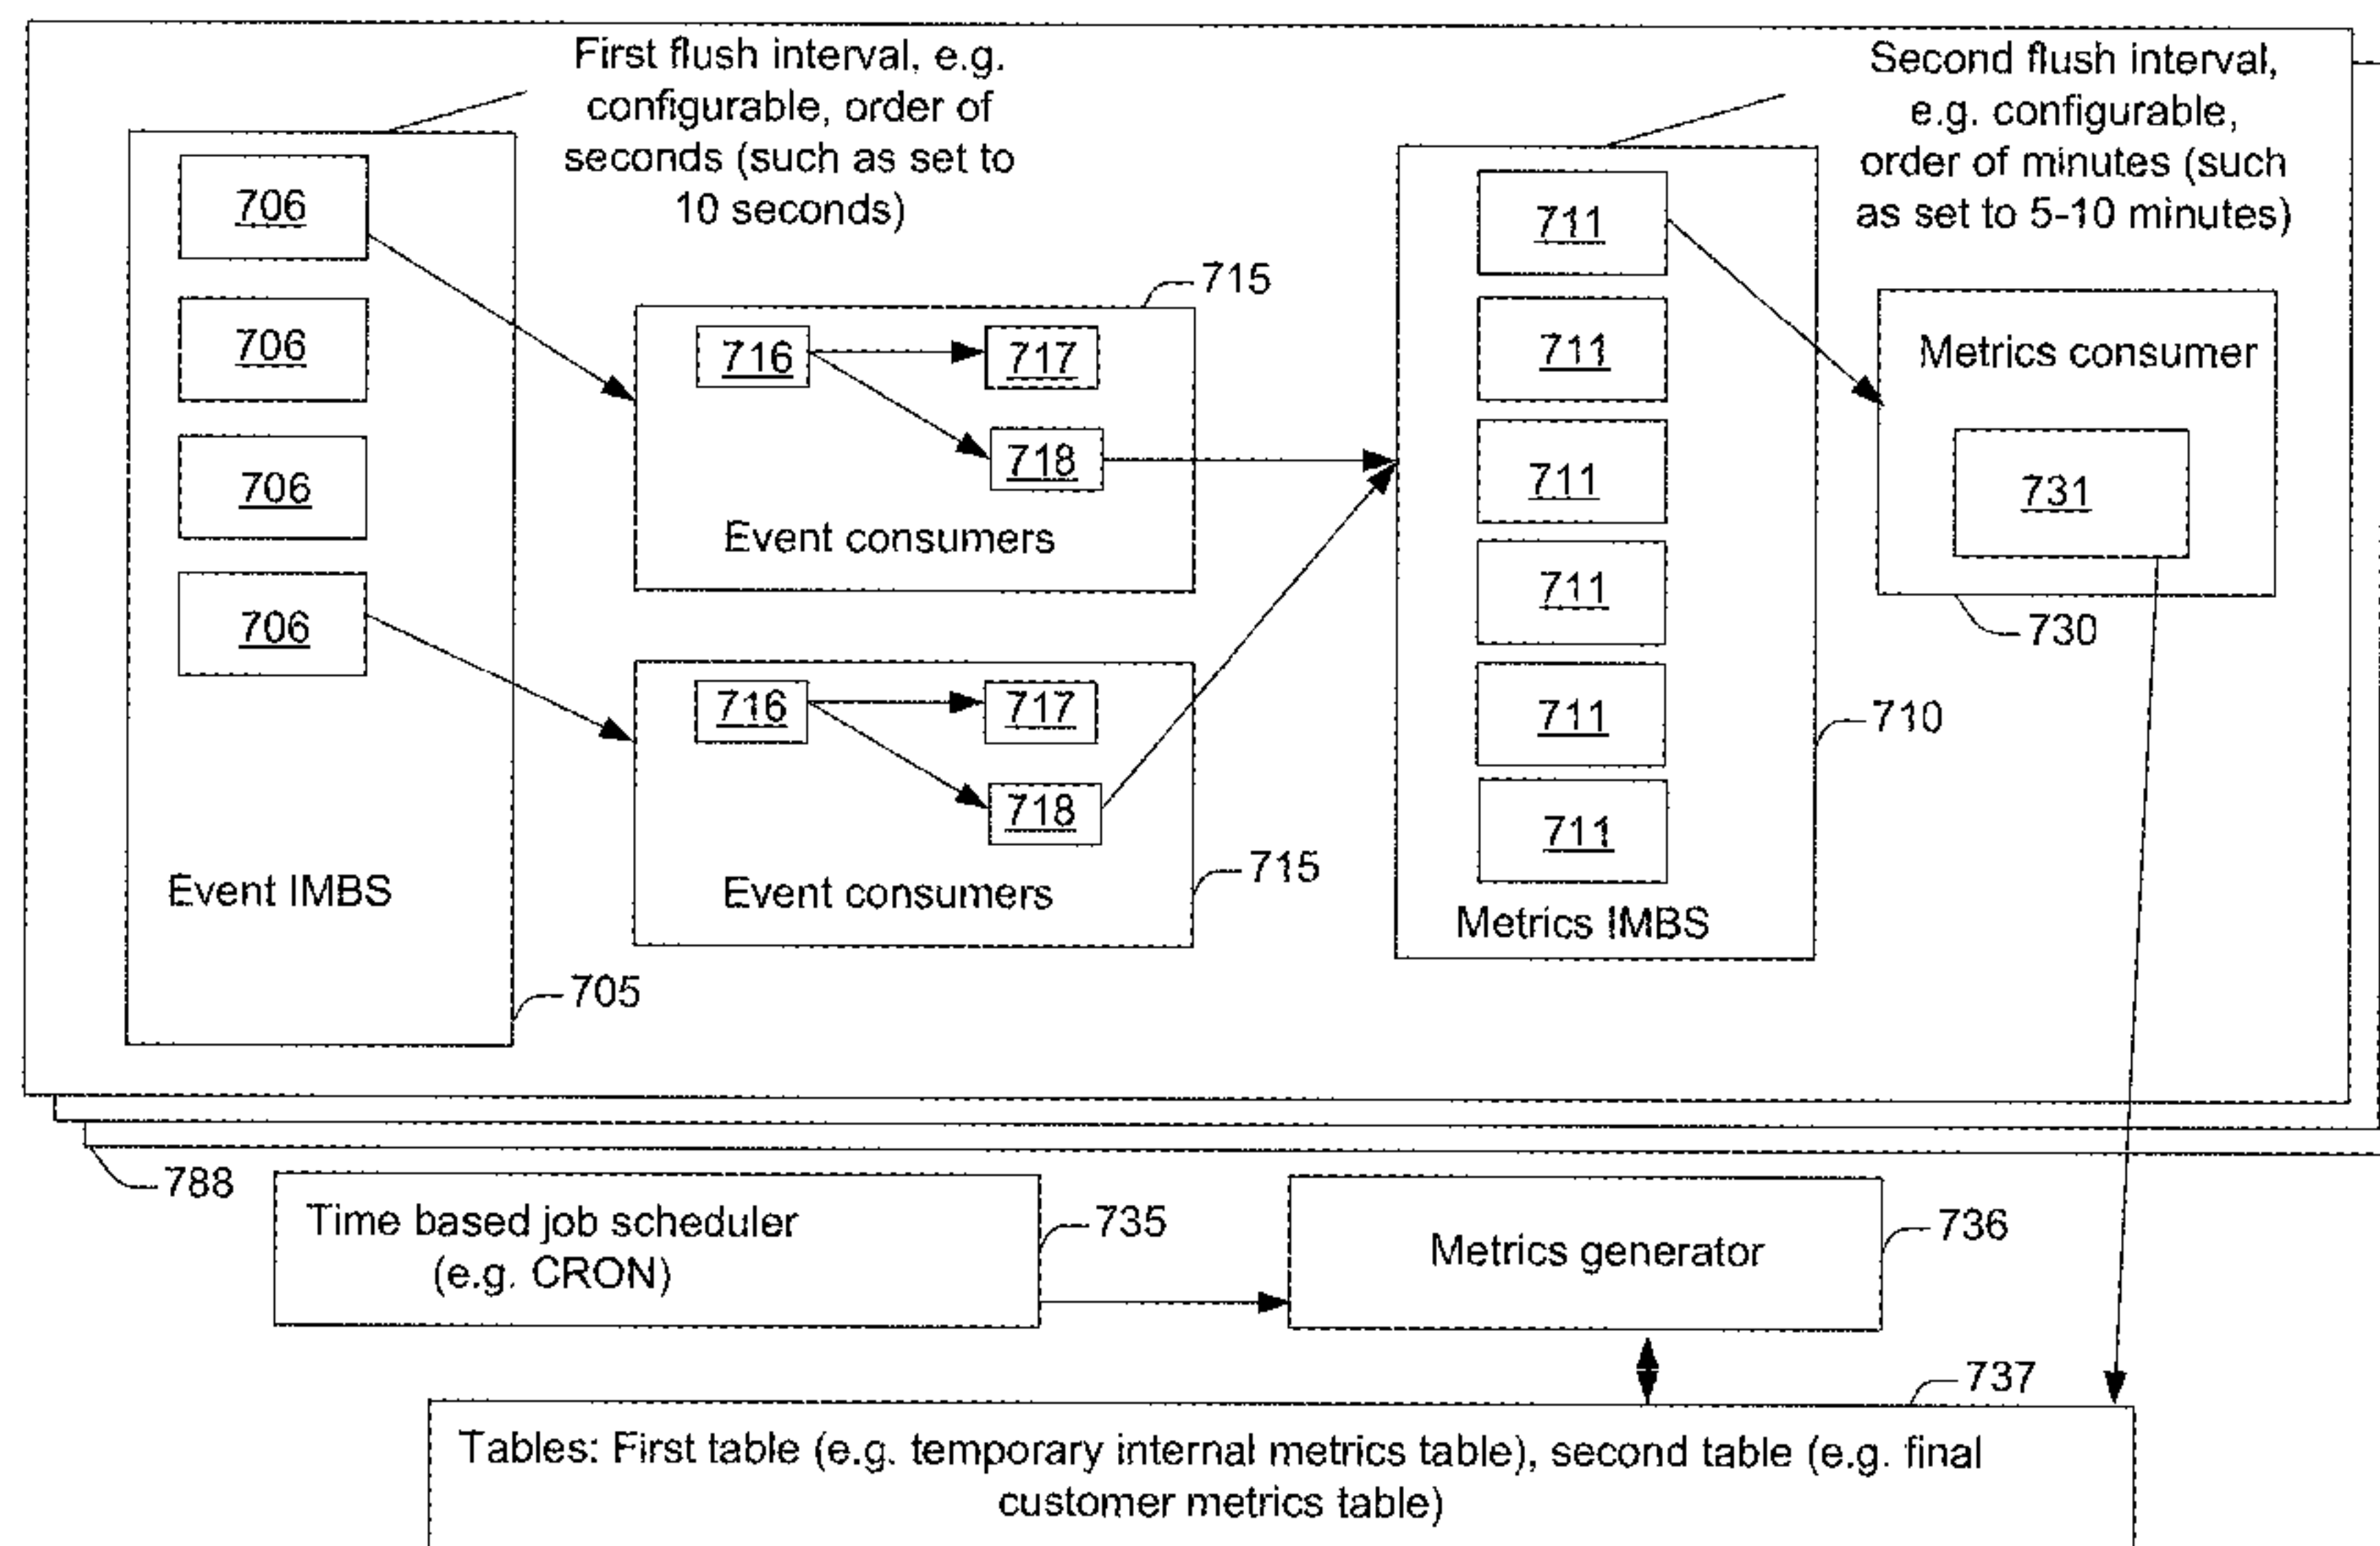 First flush interval, e.g.
configurable, order of
seconds (such as set to
10 seconds)
Second flush interval,
e.g. configurable,
order of minutes (such
as set to 5-10 minutes)
706
706
706
706
Event IMBS
705
715
716
717
718
Event consumers
716
717
718
Event consumers
715
711
711
711
711
711
711
Metrics IMBS
710
Metrics consumer
731
730
788
Time based job scheduler
(e.g. CRON)
735
Metrics generator
736
737
Tables: First table (e.g. temporary internal metrics table), second table (e.g. final
customer metrics table)